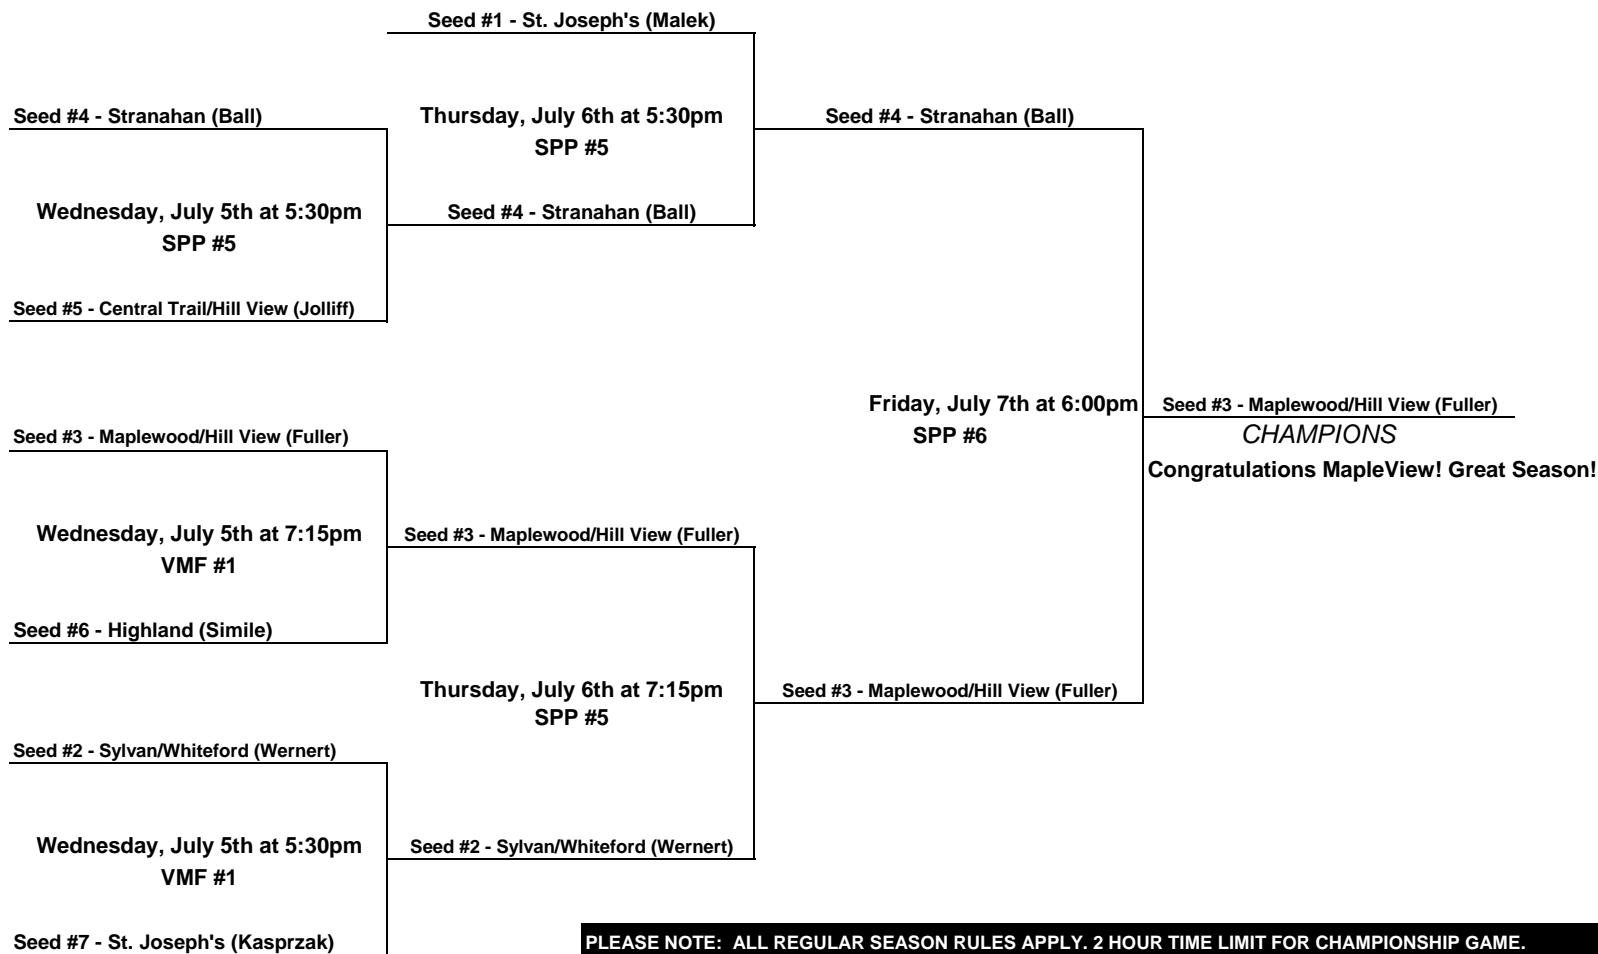 Seed #1 - St. Joseph's (Malek)
Seed #4 - Stranahan (Ball)
Thursday, July 6th at 5:30pm
SPP #5
Seed #4 - Stranahan (Ball)
Wednesday, July 5th at 5:30pm
SPP #5
Seed #4 - Stranahan (Ball)
Seed #5 - Central Trail/Hill View (Jolliff)
Friday, July 7th at 6:00pm
SPP #6
Seed #3 - Maplewood/Hill View (Fuller)
CHAMPIONS
Congratulations MapleView! Great Season!
Seed #3 - Maplewood/Hill View (Fuller)
Wednesday, July 5th at 7:15pm
VMF #1
Seed #3 - Maplewood/Hill View (Fuller)
Seed #6 - Highland (Simile)
Thursday, July 6th at 7:15pm
SPP #5
Seed #3 - Maplewood/Hill View (Fuller)
Seed #2 - Sylvan/Whiteford (Wernert)
Wednesday, July 5th at 5:30pm
VMF #1
Seed #2 - Sylvan/Whiteford (Wernert)
Seed #7 - St. Joseph's (Kasprzak)
PLEASE NOTE: ALL REGULAR SEASON RULES APPLY. 2 HOUR TIME LIMIT FOR CHAMPIONSHIP GAME.